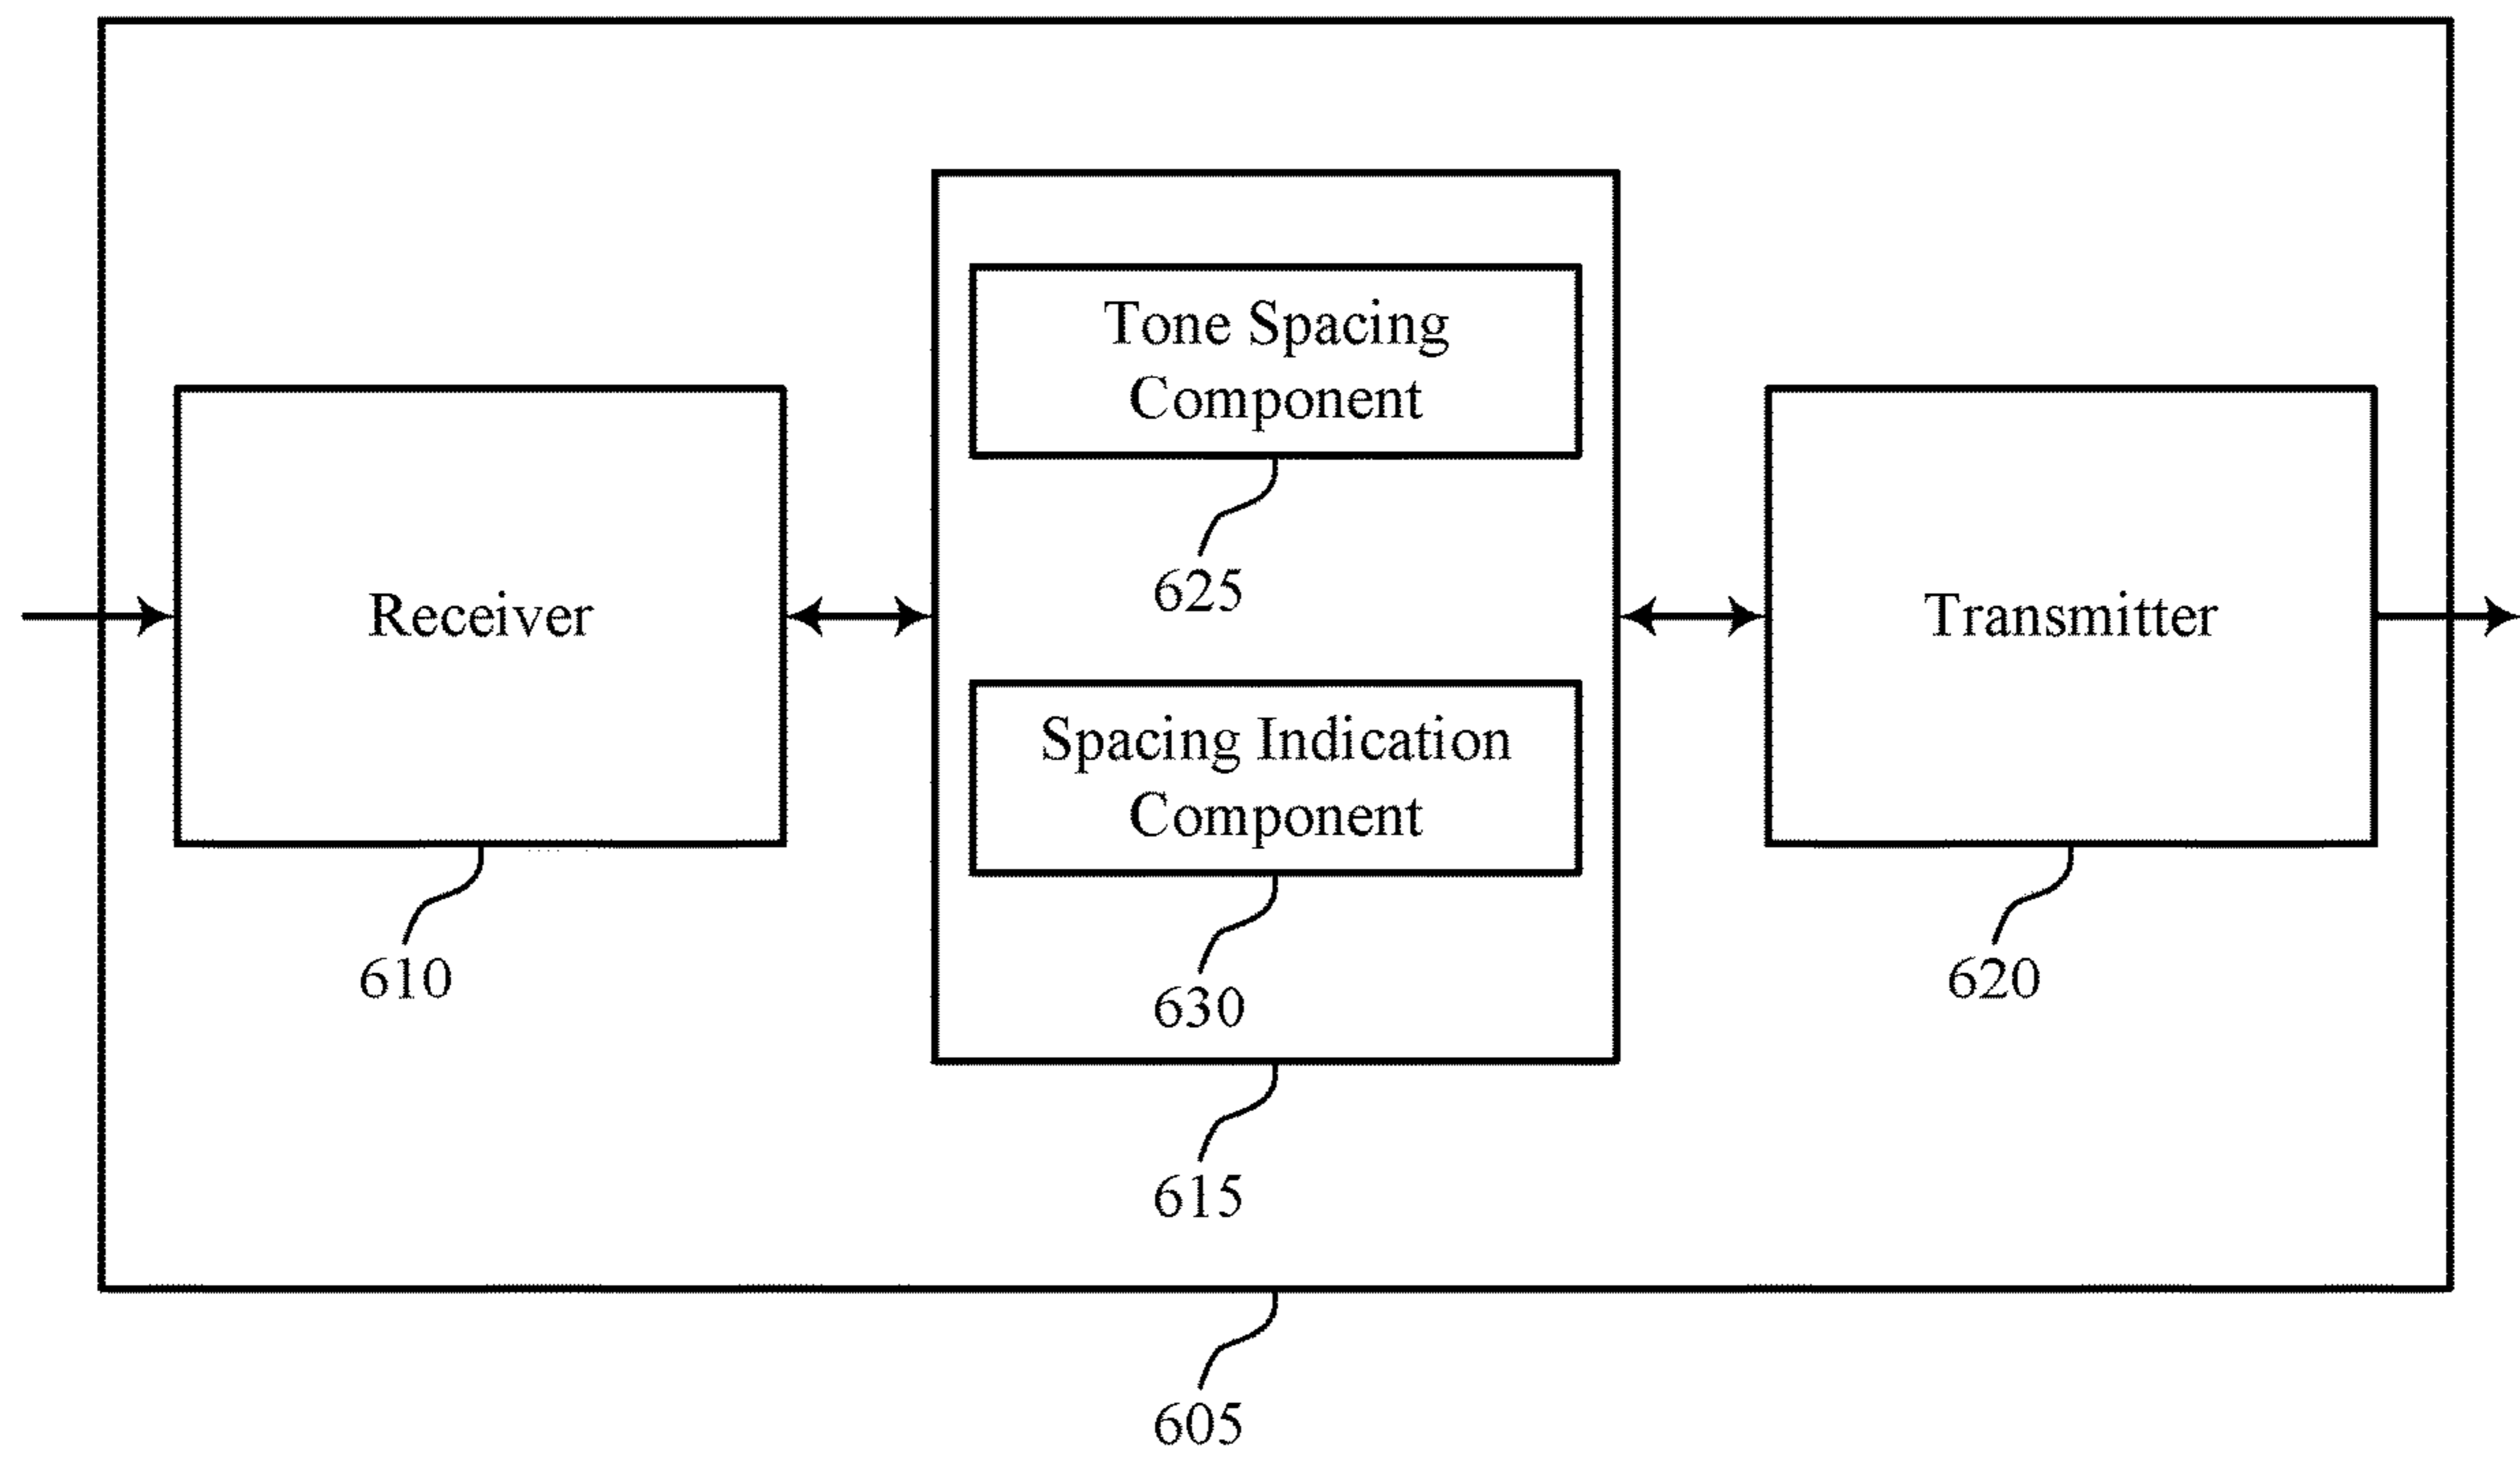 Tone Spacing
Component
625
Receiver
Transmitter
Spacing Indication
Component
610
630
620
615
605